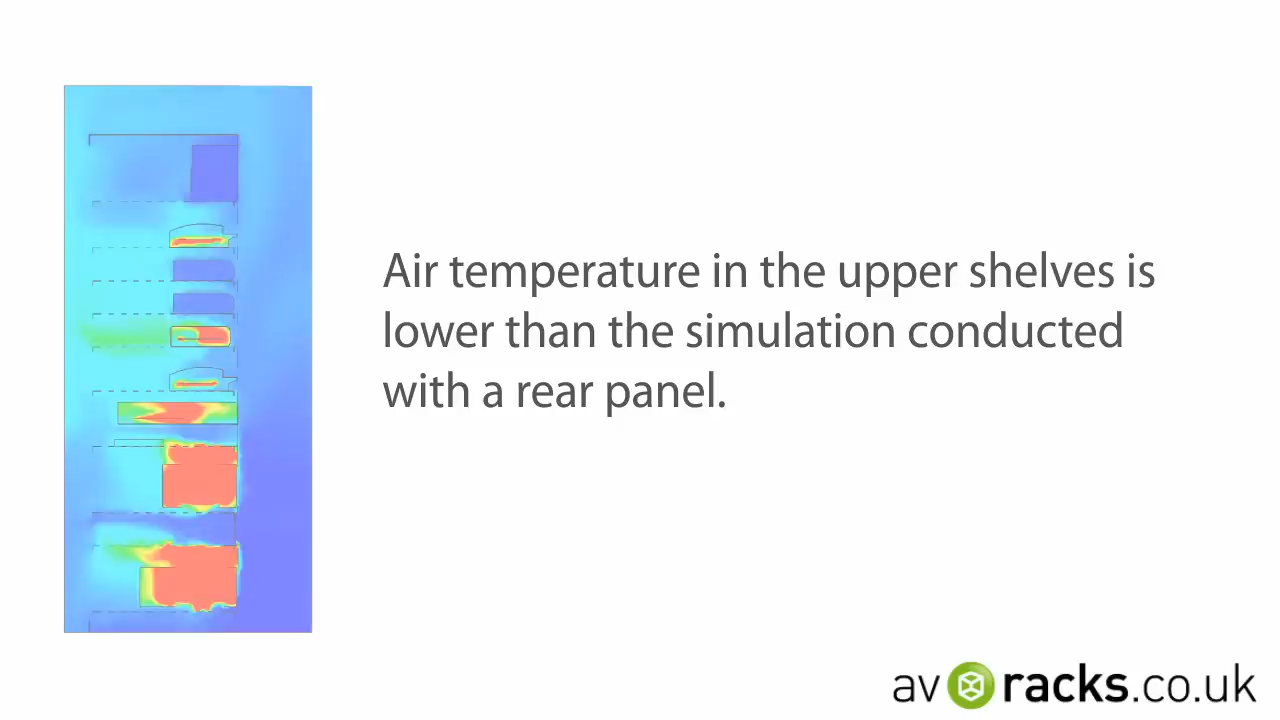 Air temperature in the upper shelves is
lower than the simulation conducted
with a rear panel.
av racks.co.uk